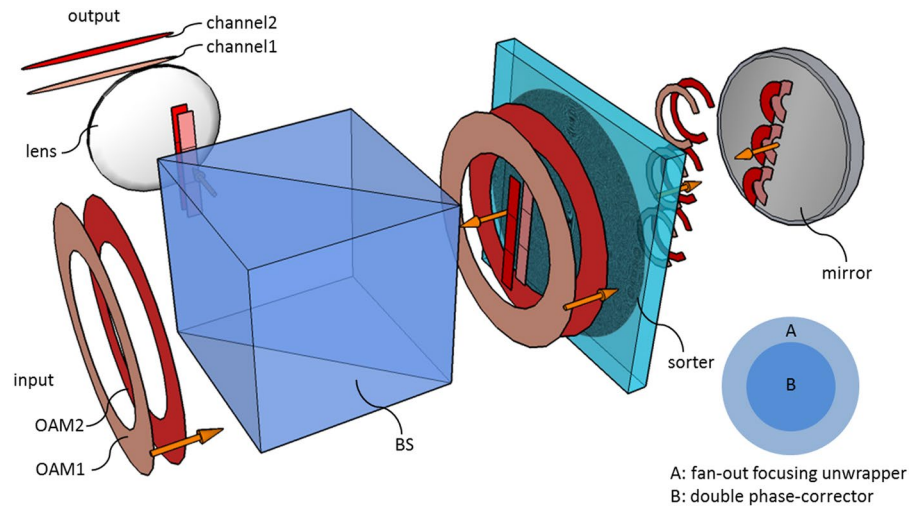 output
channel2
channel1
lens
input
OAM2
OAM1
BS
sorter
mirror
A
B
A: fan-out focusing unwrapper
B: double phase-corrector